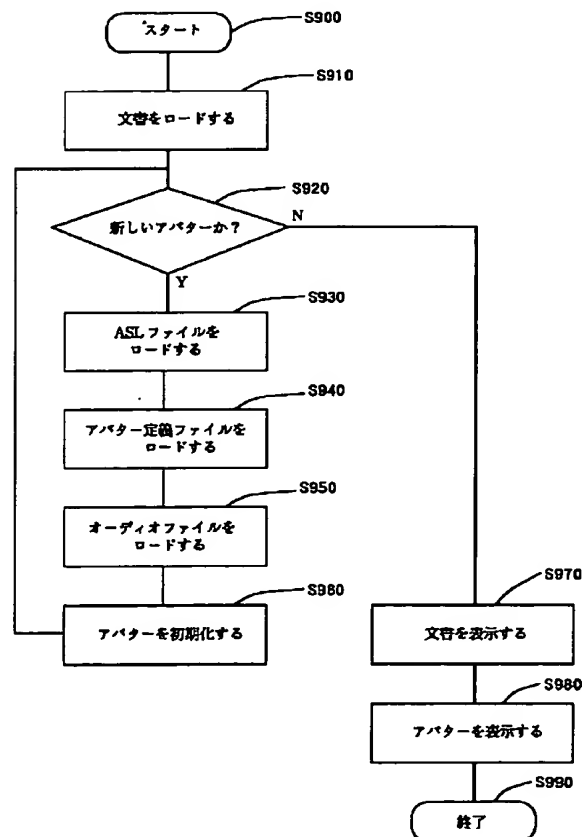 スタート
S900
S910
文書をロードする
S920
新しいアバターか?
N
Y
S930
ASLファイルを
ロードする
S940
アバター定義ファイルを
ロードする
S950
オーディオファイルを
ロードする
S960
アバターを初期化する
S970
文書を表示する
S980
アバターを表示する
S990
終了